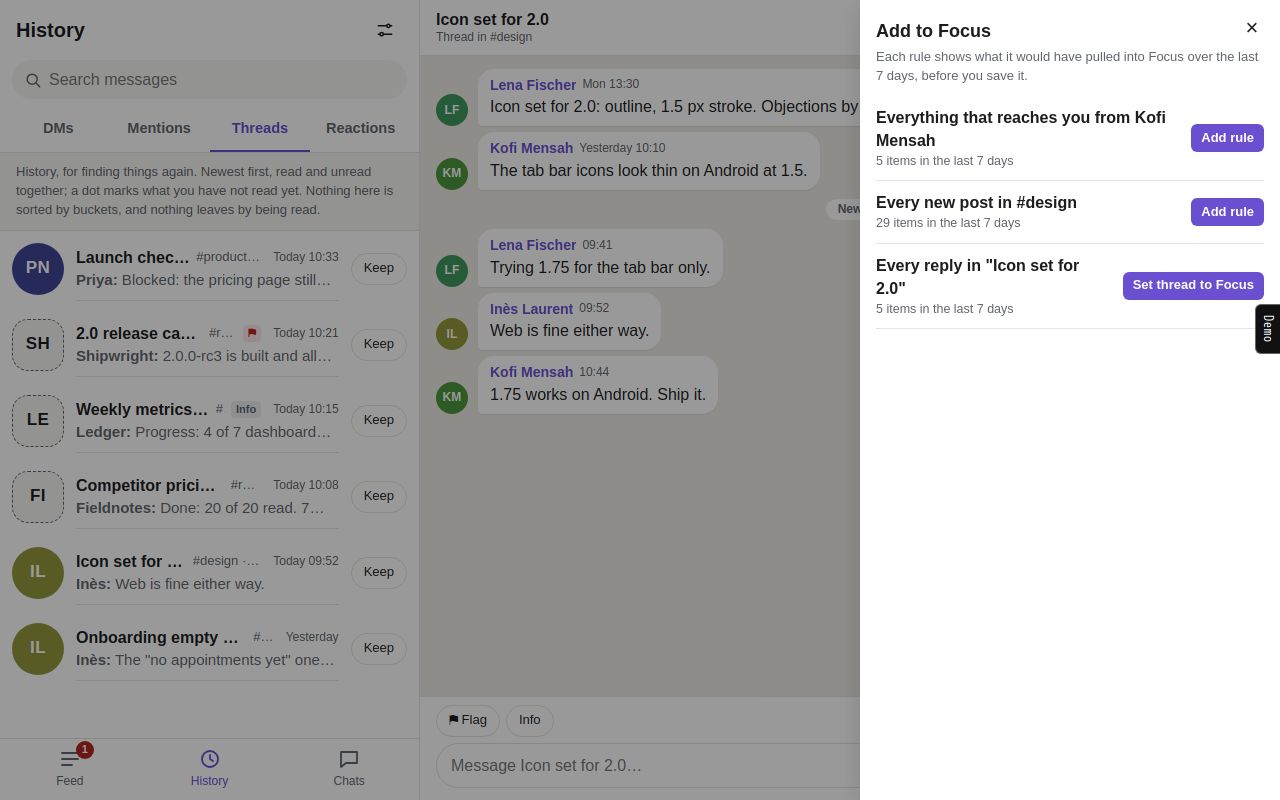 History
Search messages
DMs
Mentions
Threads
Reactions
History, for finding things again. Newest first, read and unread
together; a dot marks what you have not read yet. Nothing here is
sorted by buckets, and nothing leaves by being read.
PN
Launch chec… #product… Today 10:33
Priya: Blocked: the pricing page still…
Keep
SH
2.0 release ca… #r… Today 10:21
Shipwright: 2.0.0-rc3 is built and all…
Keep
LE
Weekly metrics… # Info Today 10:15
Ledger: Progress: 4 of 7 dashboard…
Keep
FI
Competitor prici… #r… Today 10:08
Fieldnotes: Done: 20 of 20 read. 7…
Keep
IL
Icon set for … #design ·… Today 09:52
Inès: Web is fine either way.
Keep
IL
Onboarding empty … #… Yesterday
Inès: The "no appointments yet" one…
Keep
1
Feed
History
Chats
Icon set for 2.0
Thread in #design
LF
Lena Fischer Mon 13:30
Icon set for 2.0: outline, 1.5 px stroke. Objections by
KM
Kofi Mensah Yesterday 10:10
The tab bar icons look thin on Android at 1.5.
New
LF
Lena Fischer 09:41
Trying 1.75 for the tab bar only.
IL
Inès Laurent 09:52
Web is fine either way.
KM
Kofi Mensah 10:44
1.75 works on Android. Ship it.
Flag
Info
Message Icon set for 2.0…
Add to Focus
Each rule shows what it would have pulled into Focus over the last
7 days, before you save it.
Everything that reaches you from Kofi
Mensah
5 items in the last 7 days
Add rule
Every new post in #design
29 items in the last 7 days
Add rule
Every reply in "Icon set for
2.0"
5 items in the last 7 days
Set thread to Focus
Demo